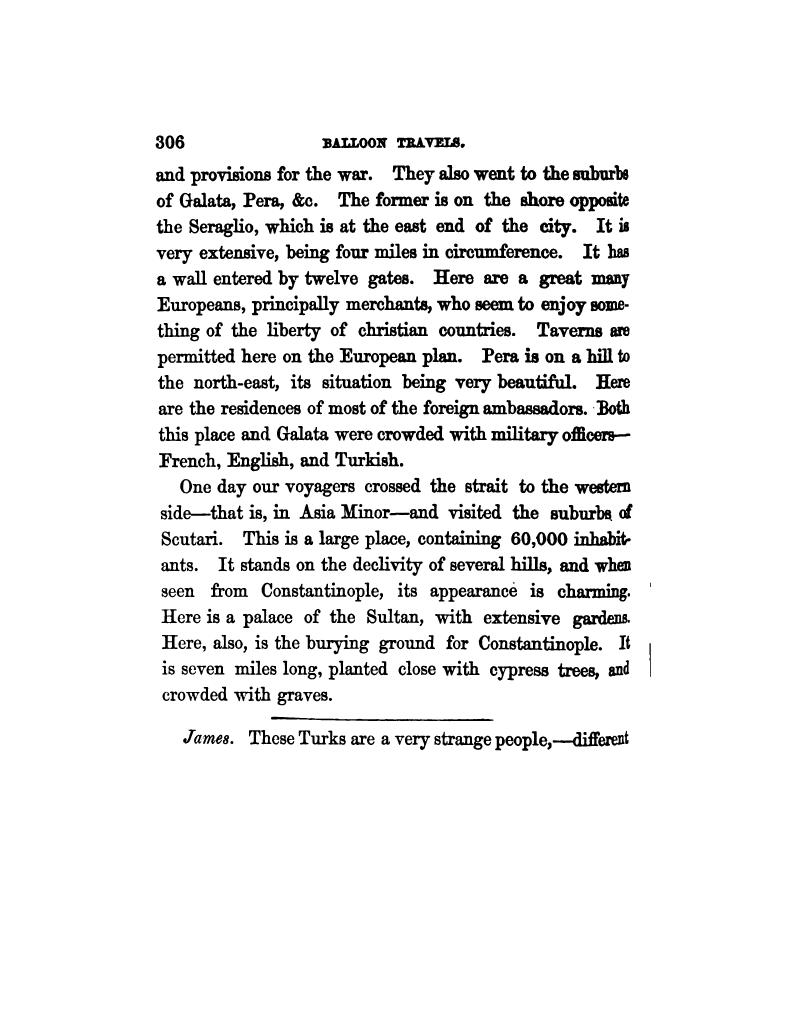 306 BALLOON TRAVELS.
and provisions for the war. They also went to the suburbs
of Galata, Pera, &c. The former is on the shore opposite
the Seraglio, which is at the east end of the city. It is
very extensive, being four miles in circumference. It has
a wall entered by twelve gates. Here are a great many
Europeans, principally merchants, who seem to enjoy some-
thing of the liberty of christian countries. Taverns are
permitted here on the European plan. Pera is on a hill to
the north-east, its situation being very beautiful. Here
are the residences of most of the foreign ambassadors. Both
this place and Galata were crowded with military officers—
French, English, and Turkish.
One day our voyagers crossed the strait to the western
side—that is, in Asia Minor—and visited the suburbs of
Scutari. This is a large place, containing 60,000 inhabit-
ants. It stands on the declivity of several hills, and when
seen from Constantinople, its appearance is charming.
Here is a palace of the Sultan, with extensive gardens.
Here, also, is the burying ground for Constantinople. It
is seven miles long, planted close with cypress trees, and
crowded with graves.
James. These Turks are a very strange people,—different